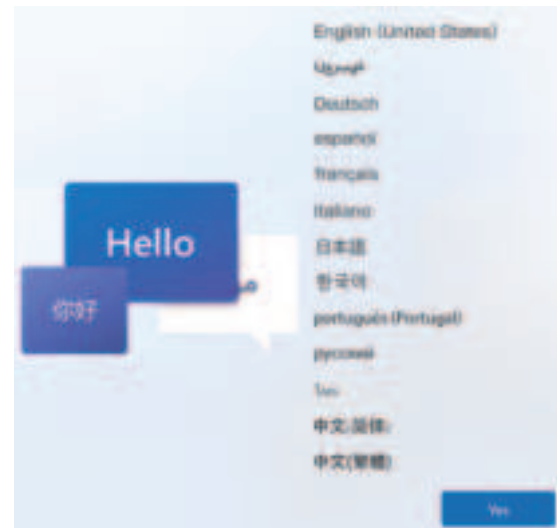 English (United States)
العربية
Deutsch
español
français
italiano
日本語
한국어
português (Portugal)
русский
ไทย
中文(简体)
中文(繁體)
Hello
你好
Yes